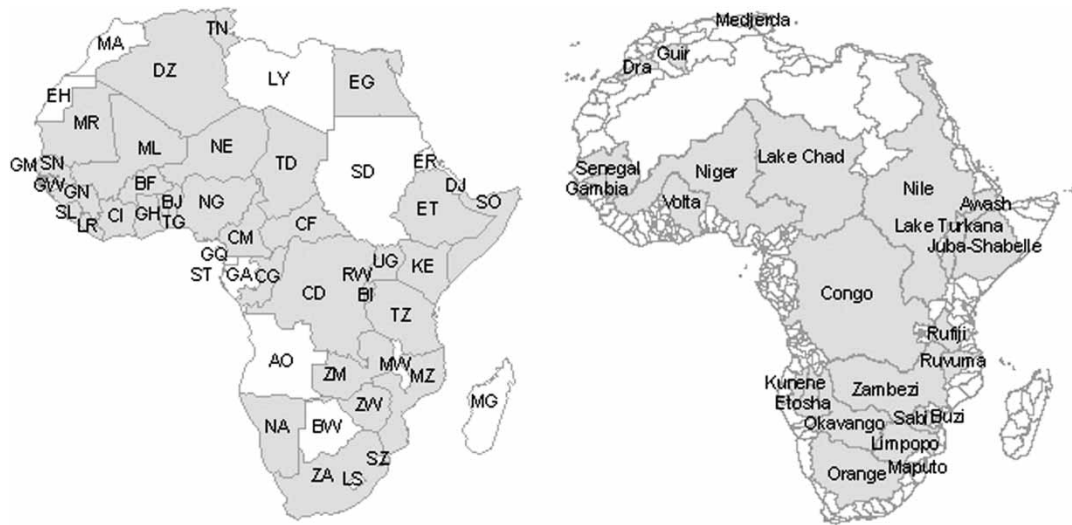 TN
MA
DZ
LY
EG
EH
MR
ML
NE
TD
SD
ER
GM
SN
GW
GN
BF
BJ
NG
DJ
SO
ET
SL
LR
CI
GH
TG
CM
CF
GQ
ST
GA
CG
CD
RW
UG
KE
BI
TZ
AO
ZM
MW
MZ
MG
NA
BW
ZW
SZ
ZA
LS
Medjerda
Guir
Dra
Senegal
Gambia
Niger
Lake Chad
Volta
Nile
Awash
Lake Turkana
Juba-Shabelle
Congo
Rufiji
Ruvuma
Kunene
Etosha
Zambezi
Okavango
Sabi
Buzi
Limpopo
Orange
Maputo